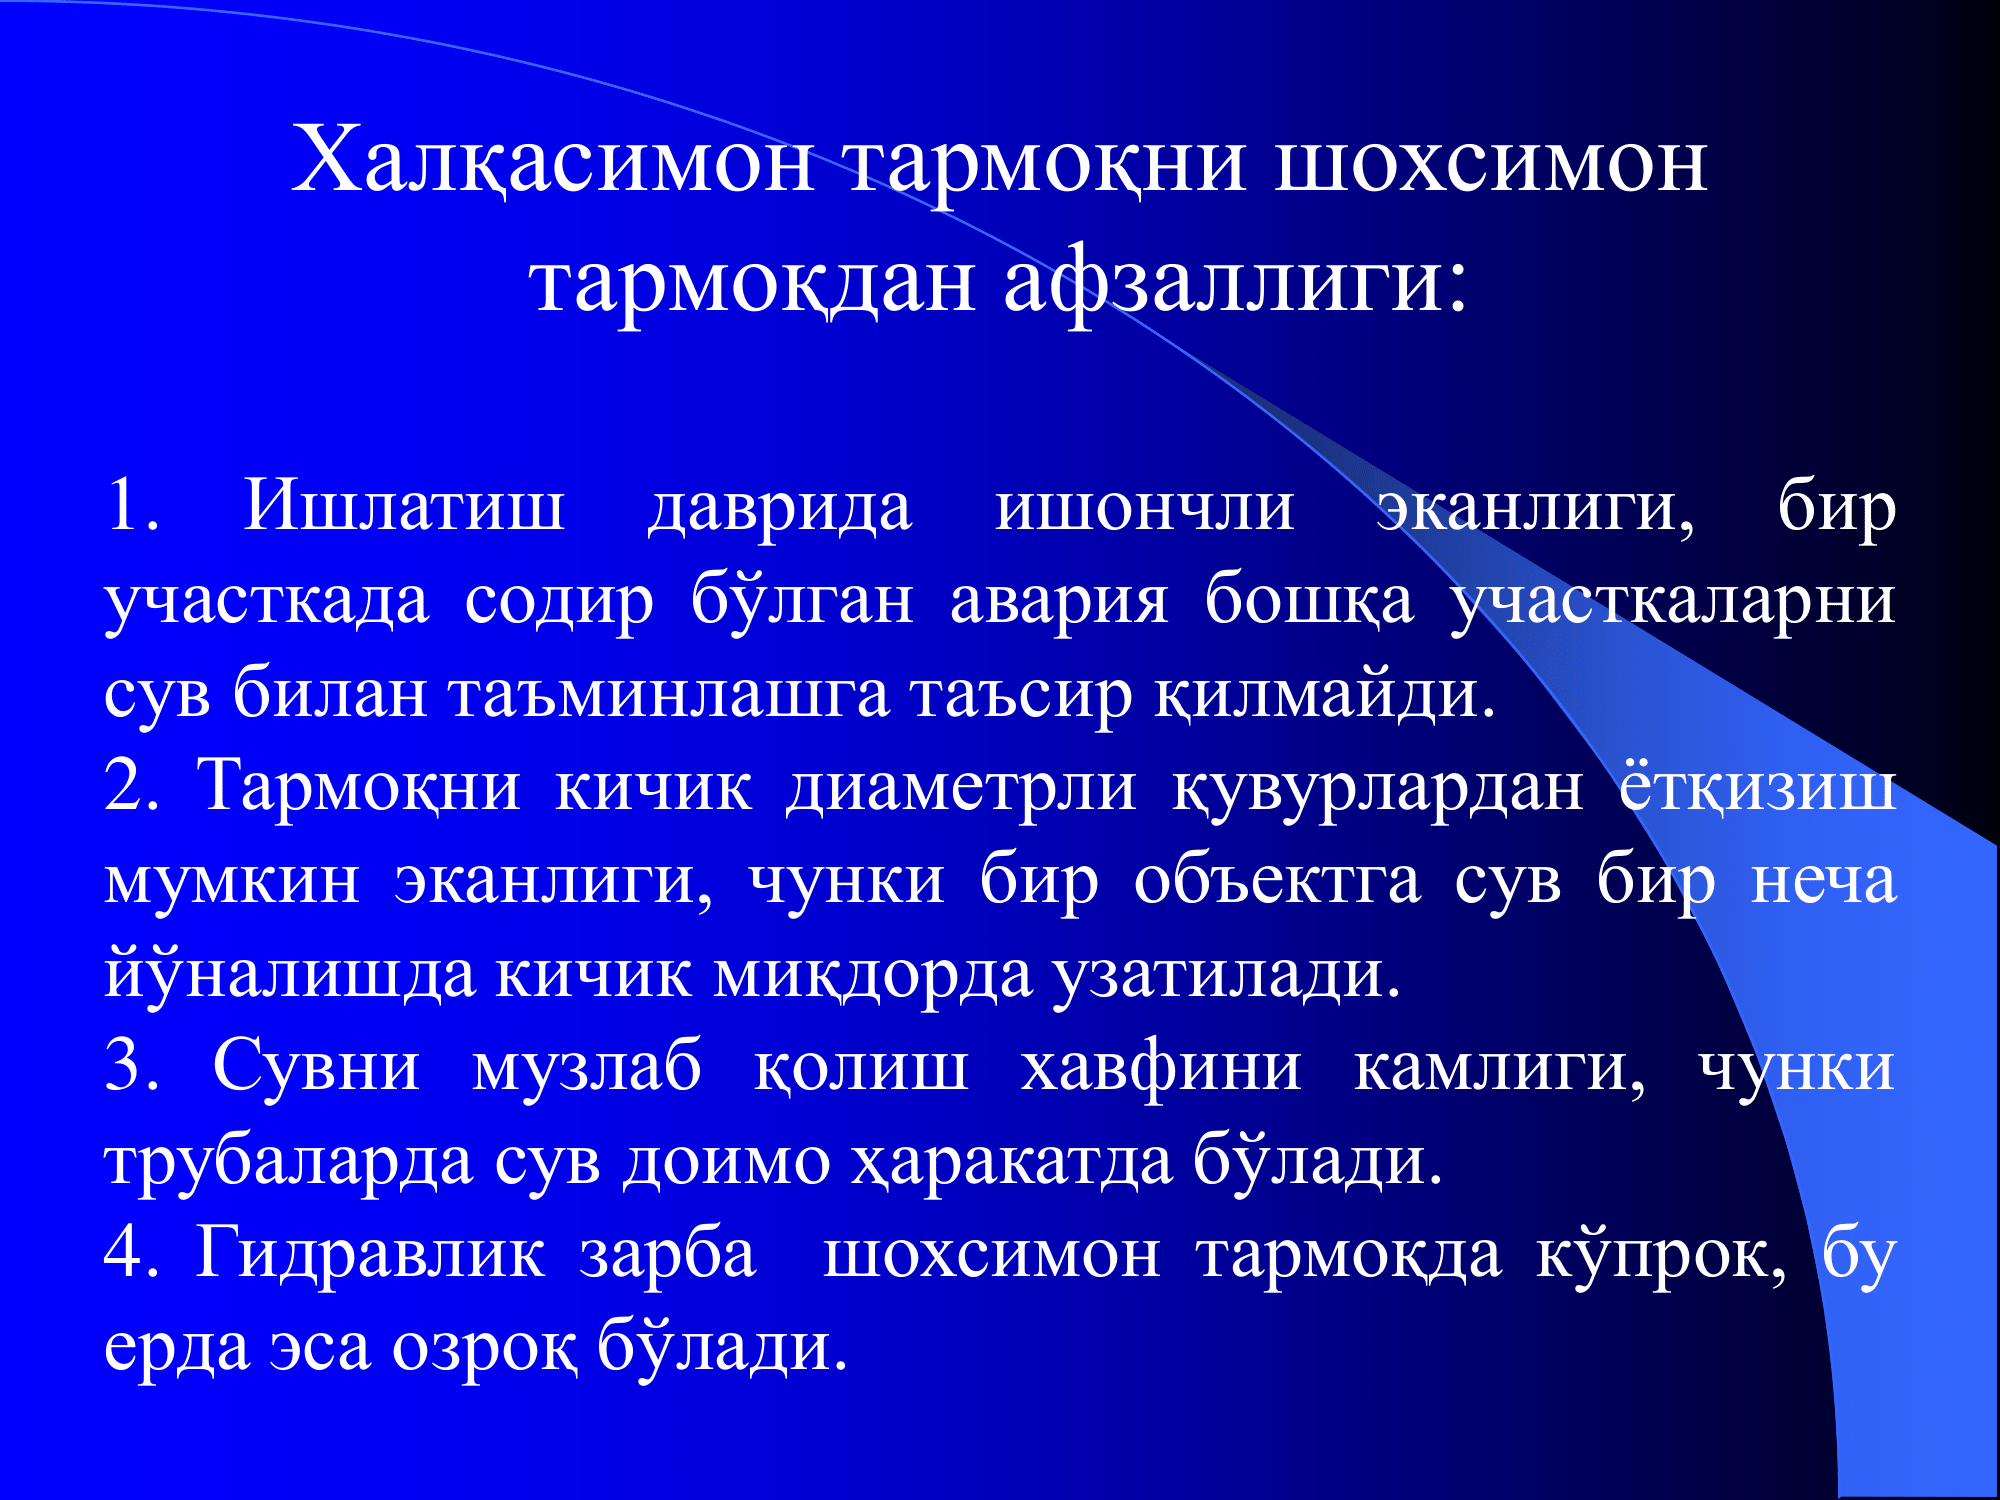 Халқасимон тармоқни шохсимон
тармоқдан афзаллиги:
1. Ишлатиш даврида ишончли эканлиги, бир
участкада содир бўлган авария бошқа участкаларни
сув билан таъминлашга таъсир қилмайди.
2. Тармоқни кичик диаметрли қувурлардан ётқизиш
мумкин эканлиги, чунки бир объектга сув бир неча
йўналишда кичик миқдорда узатилади.
3. Сувни музлаб қолиш хавфини камлиги, чунки
трубаларда сув доимо ҳаракатда бўлади.
4. Гидравлик зарба шохсимон тармоқда кўпрок, бу
ерда эса озроқ бўлади.